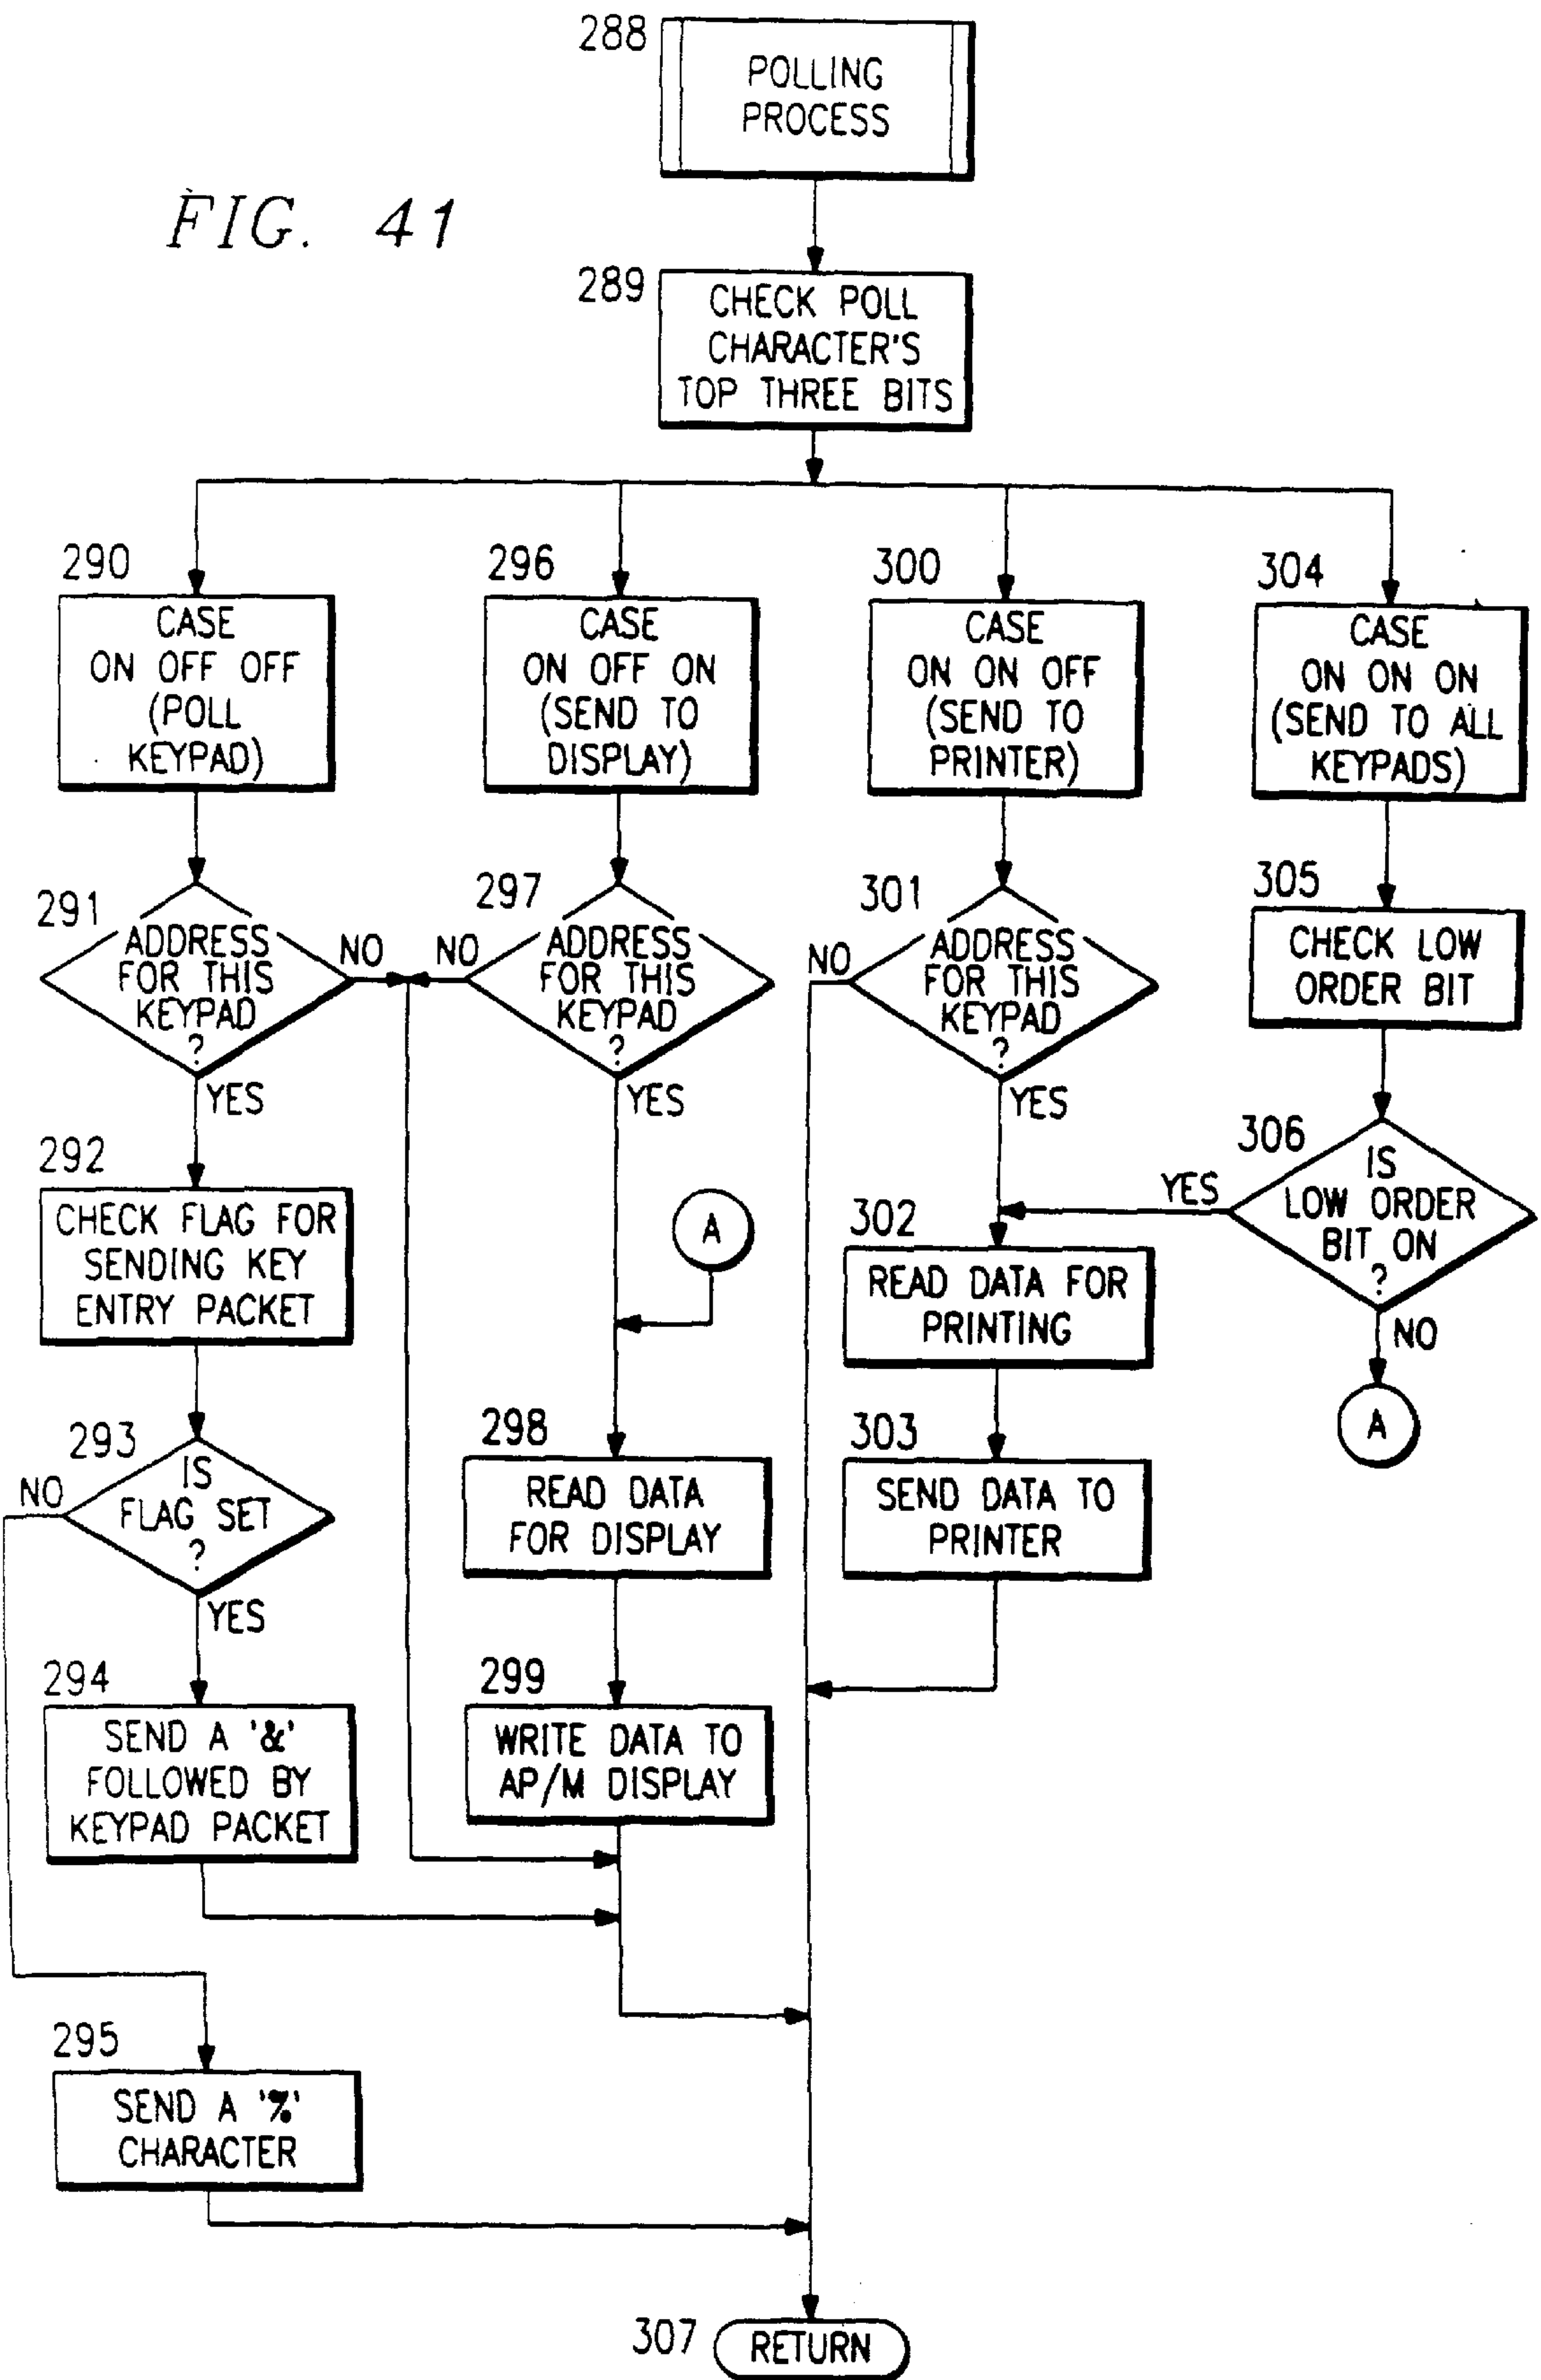 288
POLLING
PROCESS
FIG. 41
289
CHECK POLL
CHARACTER'S
TOP THREE BITS
290
CASE
ON OFF OFF
(POLL
KEYPAD)
296
CASE
ON OFF ON
(SEND TO
DISPLAY)
300
CASE
ON ON OFF
(SEND TO
PRINTER)
304
CASE
ON ON ON
(SEND TO ALL
KEYPADS)
291
ADDRESS
FOR THIS
KEYPAD
?
NO
YES
297
ADDRESS
FOR THIS
KEYPAD
?
NO
YES
301
ADDRESS
FOR THIS
KEYPAD
?
NO
YES
305
CHECK LOW
ORDER BIT
306
IS
LOW ORDER
BIT ON
?
YES
NO
A
292
CHECK FLAG FOR
SENDING KEY
ENTRY PACKET
A
302
READ DATA FOR
PRINTING
293
IS
FLAG SET
?
NO
YES
298
READ DATA
FOR DISPLAY
303
SEND DATA TO
PRINTER
294
SEND A '&'
FOLLOWED BY
KEYPAD PACKET
299
WRITE DATA TO
AP/M DISPLAY
295
SEND A '%'
CHARACTER
307
RETURN